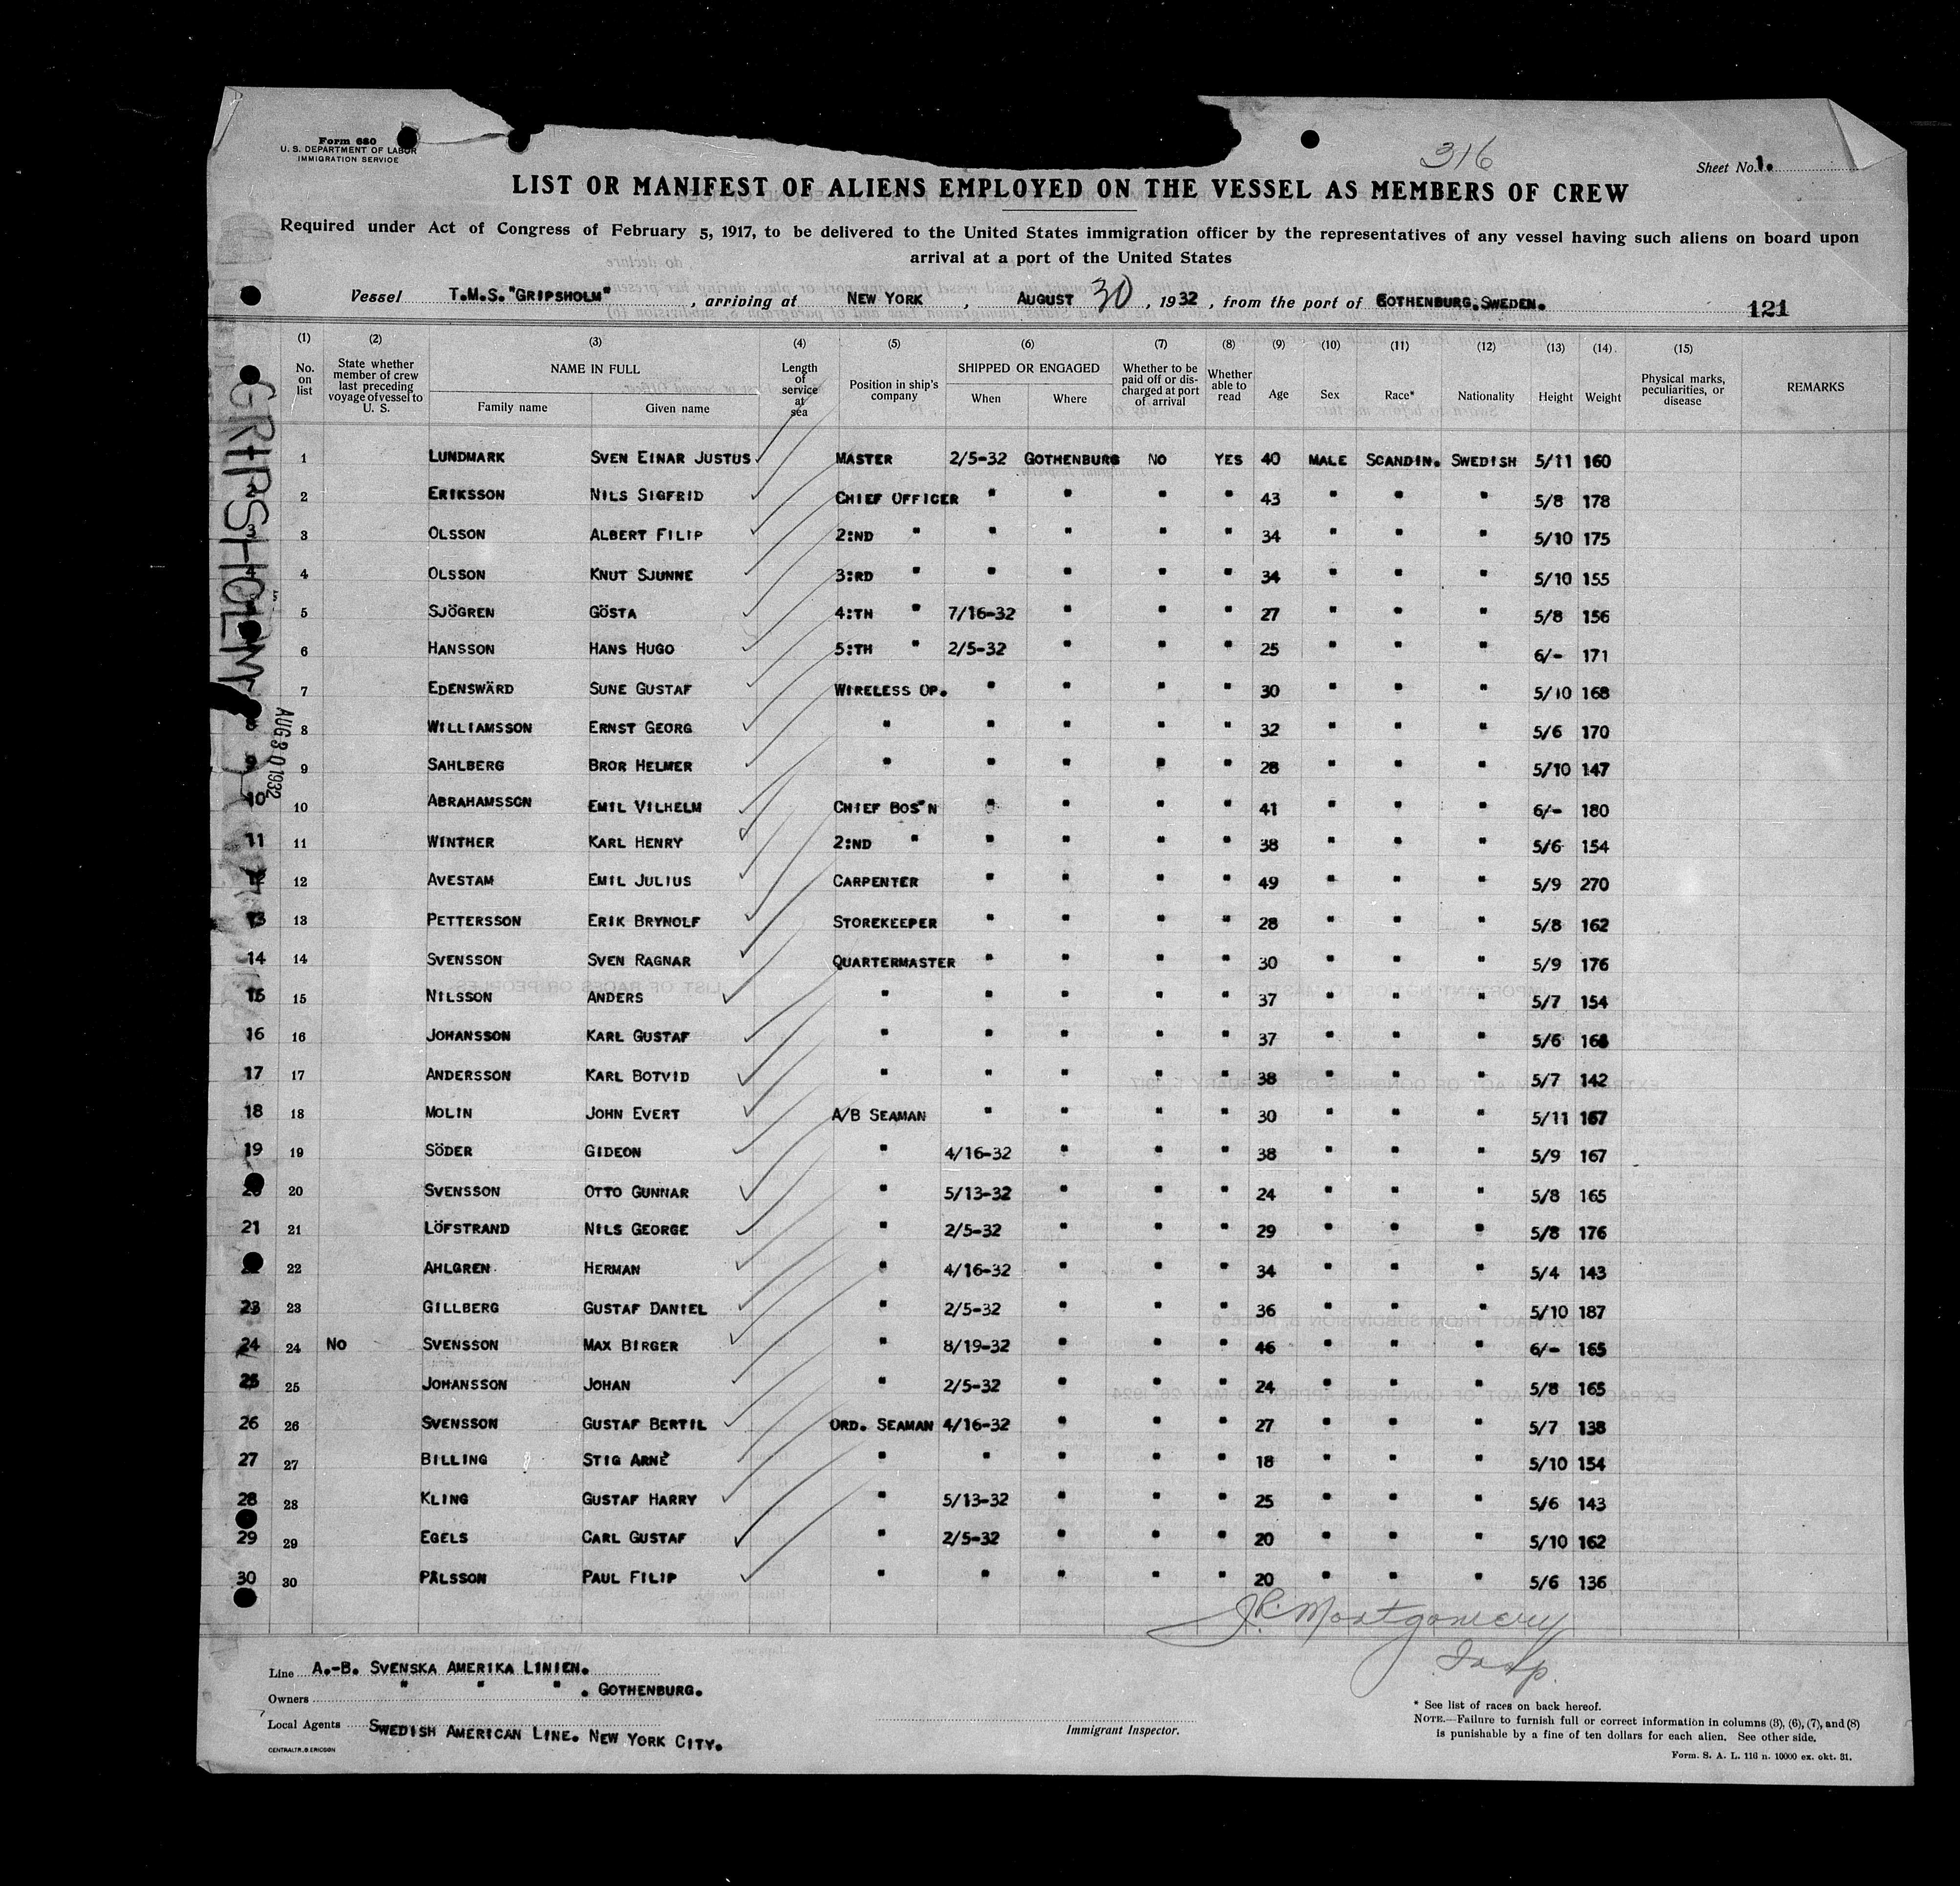 Form 680
U. S. DEPARTMENT OF LABOR
IMMIGRATION SERVICE
316
Sheet No. 1.
LIST OR MANIFEST OF ALIENS EMPLOYED ON THE VESSEL AS MEMBERS OF CREW
Required under Act of Congress of February 5, 1917, to be delivered to the United States immigration officer by the representatives of any vessel having such aliens on board upon
arrival at a port of the United States
Vessel T.M.S. "GRIPSHOLM", arriving at NEW YORK, AUGUST 30, 1932, from the port of GOTHENBURG. SWEDEN.
121
(1) No. on list (2) State whether member of crew last preceding voyage of vessel to U. S. (3) NAME IN FULL Family name Given name (4) Length of service at sea (5) Position in ship's company (6) SHIPPED OR ENGAGED When Where (7) Whether to be paid off or discharged at port of arrival (8) Whether able to read (9) Age (10) Sex (11) Race* (12) Nationality (13) Height (14) Weight (15) Physical marks, peculiarities, or disease REMARKS
GRIPSHOLM
AUG 30 1932
1 LUNDMARK SVEN EINAR JUSTUS MASTER 2/5-32 GOTHENBURG NO YES 40 MALE SCANDIN. SWEDISH 5/11 160
2 ERIKSSON NILS SIGFRID CHIEF OFFICER " " " " 43 " " " 5/8 178
3 OLSSON ALBERT FILIP 2:ND " " " " " 34 " " " 5/10 175
4 OLSSON KNUT SJUNNE 3:RD " " " " " 34 " " " 5/10 155
5 SJÖGREN GÖSTA 4:TH " 7/16-32 " " " 27 " " " 5/8 156
6 HANSSON HANS HUGO 5:TH " 2/5-32 " " " 25 " " " 6/- 171
7 EDENSWÄRD SUNE GUSTAF WIRELESS OP. " " " " 30 " " " 5/10 168
8 WILLIAMSSON ERNST GEORG " " " " " 32 " " " 5/6 170
9 SAHLBERG BROR HELMER " " " " " 28 " " " 5/10 147
10 10 ABRAHAMSSON EMIL VILHELM CHIEF BOS"N " " " " 41 " " " 6/- 180
11 11 WINTHER KARL HENRY 2:ND " " " " " 38 " " " 5/6 154
12 12 AVESTAM EMIL JULIUS CARPENTER " " " " 49 " " " 5/9 270
13 13 PETTERSSON ERIK BRYNOLF STOREKEEPER " " " " 28 " " " 5/8 162
14 14 SVENSSON SVEN RAGNAR QUARTERMASTER " " " " 30 " " " 5/9 176
15 15 NILSSON ANDERS " " " " " 37 " " " 5/7 154
16 16 JOHANSSON KARL GUSTAF " " " " " 37 " " " 5/6
17 17 ANDERSSON KARL BOTVID " " " " " 38 " " " 5/7 142
18 18 MOLIN JOHN EVERT A/B SEAMAN " " " " 30 " " " 5/11 167
19 19 SÖDER GIDEON " 4/16-32 " " " 38 " " " 5/9 167
20 20 SVENSSON OTTO GUNNAR " 5/13-32 " " " 24 " " " 5/8 165
21 21 LÖFSTRAND NILS GEORGE " 2/5-32 " " " 29 " " " 5/8 176
22 AHLGREN HERMAN " 4/16-32 " " " 34 " " " 5/4 143
23 23 GILLBERG GUSTAF DANIEL " 2/5-32 " " " 36 " " " 5/10 187
24 24 NO SVENSSON MAX BIRGER " 8/19-32 " " " 46 " " " 6/- 165
25 25 JOHANSSON JOHAN " 2/5-32 " " " 24 " " " 5/8 165
26 26 SVENSSON GUSTAF BERTIL ORD. SEAMAN 4/16-32 " " " 27 " " " 5/7 138
27 27 BILLING STIG ARNE " " " " " 18 " " " 5/10 154
28 28 KLING GUSTAF HARRY " 5/13-32 " " " 25 " " " 5/6 143
29 29 EGELS CARL GUSTAF " 2/5-32 " " " 20 " " " 5/10 162
30 30 PÅLSSON PAUL FILIP " " " " " 20 " " " 5/6 136
J.R. Montgomery
Insp.
Line A.-B. SVENSKA AMERIKA LINIEN.
Owners " " " . GOTHENBURG.
Local Agents SWEDISH AMERICAN LINE. NEW YORK CITY.
CENTRALTR. G. ERICSON
Immigrant Inspector.
* See list of races on back hereof.
NOTE.—Failure to furnish full or correct information in columns (3), (6), (7), and (8)
is punishable by a fine of ten dollars for each alien. See other side.
Form. S. A. L. 116 n. 10000 ex. okt. 31.